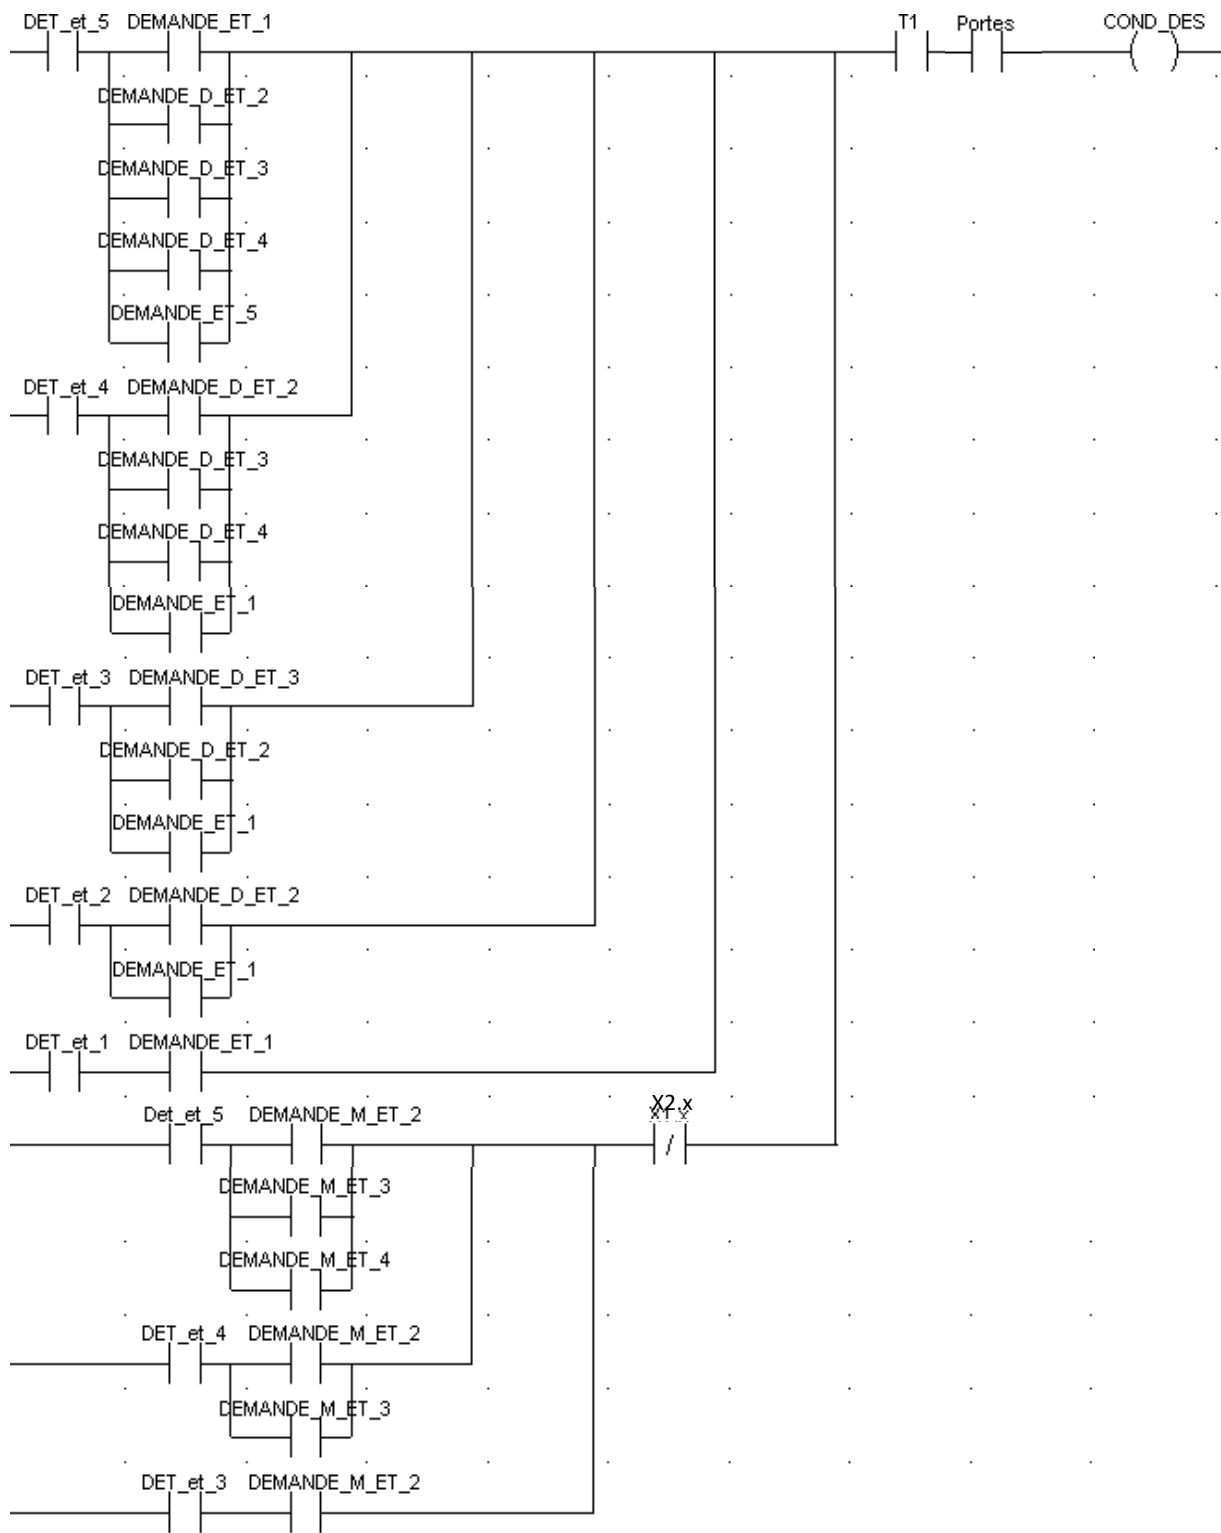 DET_et_5 DEMANDE_ET_1 T1 Portes COND_DES
DEMANDE_D_ET_2
DEMANDE_D_ET_3
DEMANDE_D_ET_4
DEMANDE_ET_5
DET_et_4 DEMANDE_D_ET_2
DEMANDE_D_ET_3
DEMANDE_D_ET_4
DEMANDE_ET_1
DET_et_3 DEMANDE_D_ET_3
DEMANDE_D_ET_2
DEMANDE_ET_1
DET_et_2 DEMANDE_D_ET_2
DEMANDE_ET_1
DET_et_1 DEMANDE_ET_1
Det_et_5 DEMANDE_M_ET_2 X2.x
/
DEMANDE_M_ET_3
DEMANDE_M_ET_4
DET_et_4 DEMANDE_M_ET_2
DEMANDE_M_ET_3
DET_et_3 DEMANDE_M_ET_2